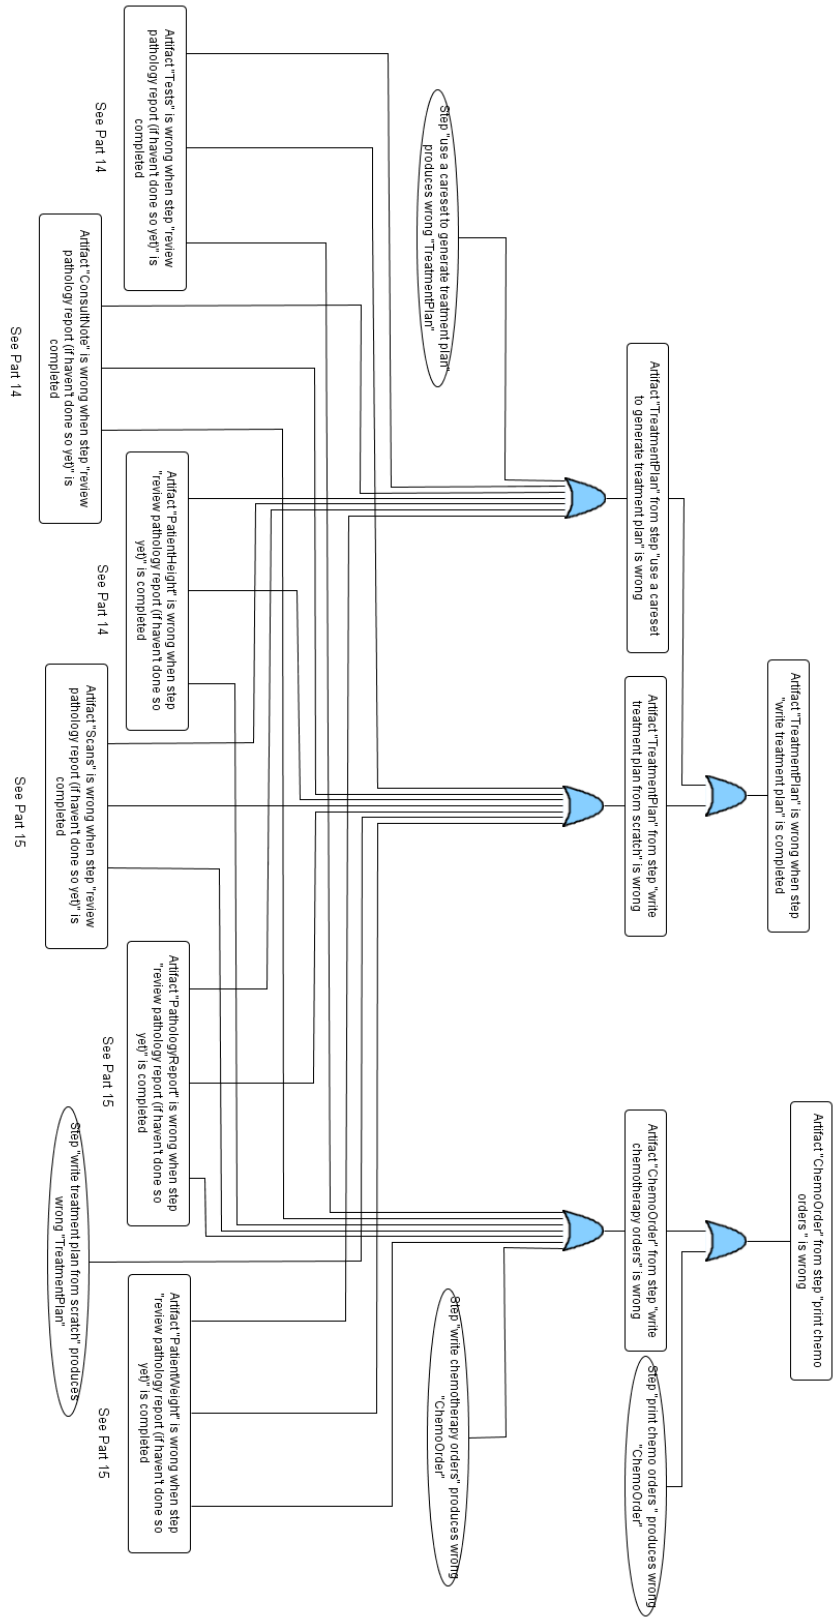 Artifact "TreatmentPlan" is wrong when step
"write treatment plan" is completed
Artifact "ChemoOrder" from step "print chemo
orders " is wrong
Artifact "TreatmentPlan" from step "use a careset
to generate treatment plan" is wrong
Artifact "TreatmentPlan" from step "write
treatment plan from scratch" is wrong
Artifact "ChemoOrder" from step "write
chemotherapy orders" is wrong
Step "print chemo orders " produces wrong
"ChemoOrder"
Step "use a careset to generate treatment plan"
produces wrong "TreatmentPlan"
Step "write chemotherapy orders" produces wrong
"ChemoOrder"
Artifact "Tests" is wrong when step "review
pathology report (if haven't done so yet)" is
completed
See Part 14
Artifact "PatientHeight" is wrong when step
"review pathology report (if haven't done so
yet)" is completed
See Part 14
Artifact "PathologyReport" is wrong when step
"review pathology report (if haven't done so
yet)" is completed
See Part 15
Artifact "PatientWeight" is wrong when step
"review pathology report (if haven't done so
yet)" is completed
See Part 15
Artifact "ConsultNote" is wrong when step "review
pathology report (if haven't done so yet)" is
completed
See Part 14
Artifact "Scans" is wrong when step "review
pathology report (if haven't done so yet)" is
completed
See Part 15
Step "write treatment plan from scratch" produces
wrong "TreatmentPlan"